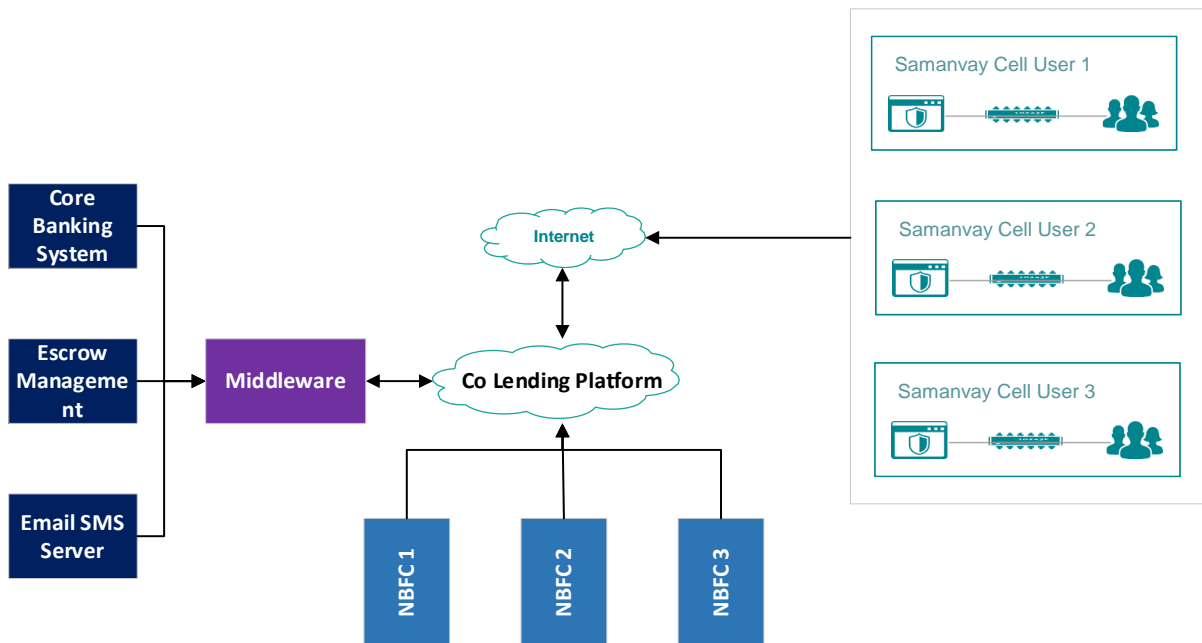 Samanvay Cell User 1
Core
Banking
System
Internet
Samanvay Cell User 2
Escrow
Manageme
nt
Middleware
Co Lending Platform
Samanvay Cell User 3
Email SMS
Server
NBFC 1
NBFC 2
NBFC 3